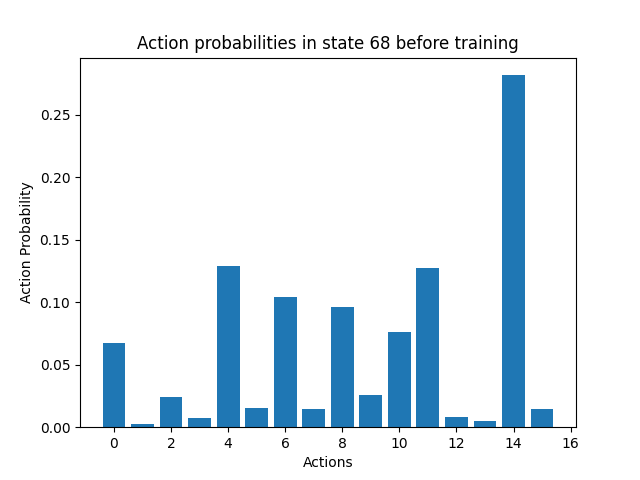 Action probabilities in state 68 before training
0.25
0.20
0.15
0.10
0.05
0.00
Action Probability
0 2 4 6 8 10 12 14 16
Actions